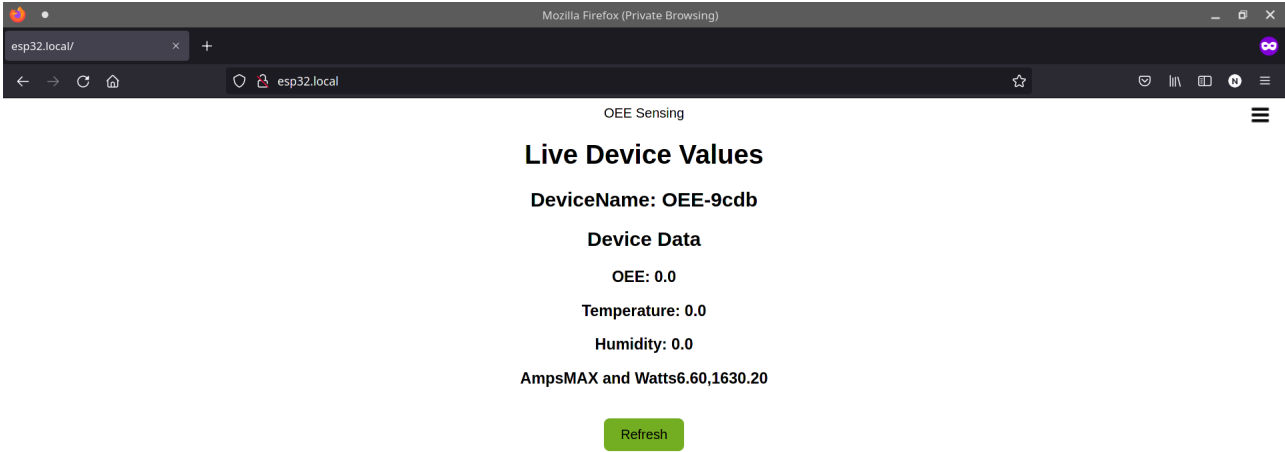 Mozilla Firefox (Private Browsing)
esp32.local/
esp32.local
N
OEE Sensing
Live Device Values
DeviceName: OEE-9cdb
Device Data
OEE: 0.0
Temperature: 0.0
Humidity: 0.0
AmpsMAX and Watts6.60,1630.20
Refresh